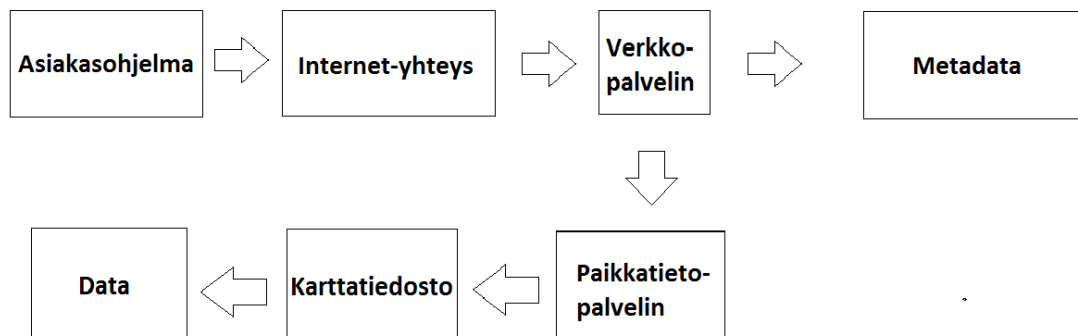 Asiakasohjelma
Internet-yhteys
Verkko-
palvelin
Metadata
Data
Karttatiedosto
Paikkatieto-
palvelin